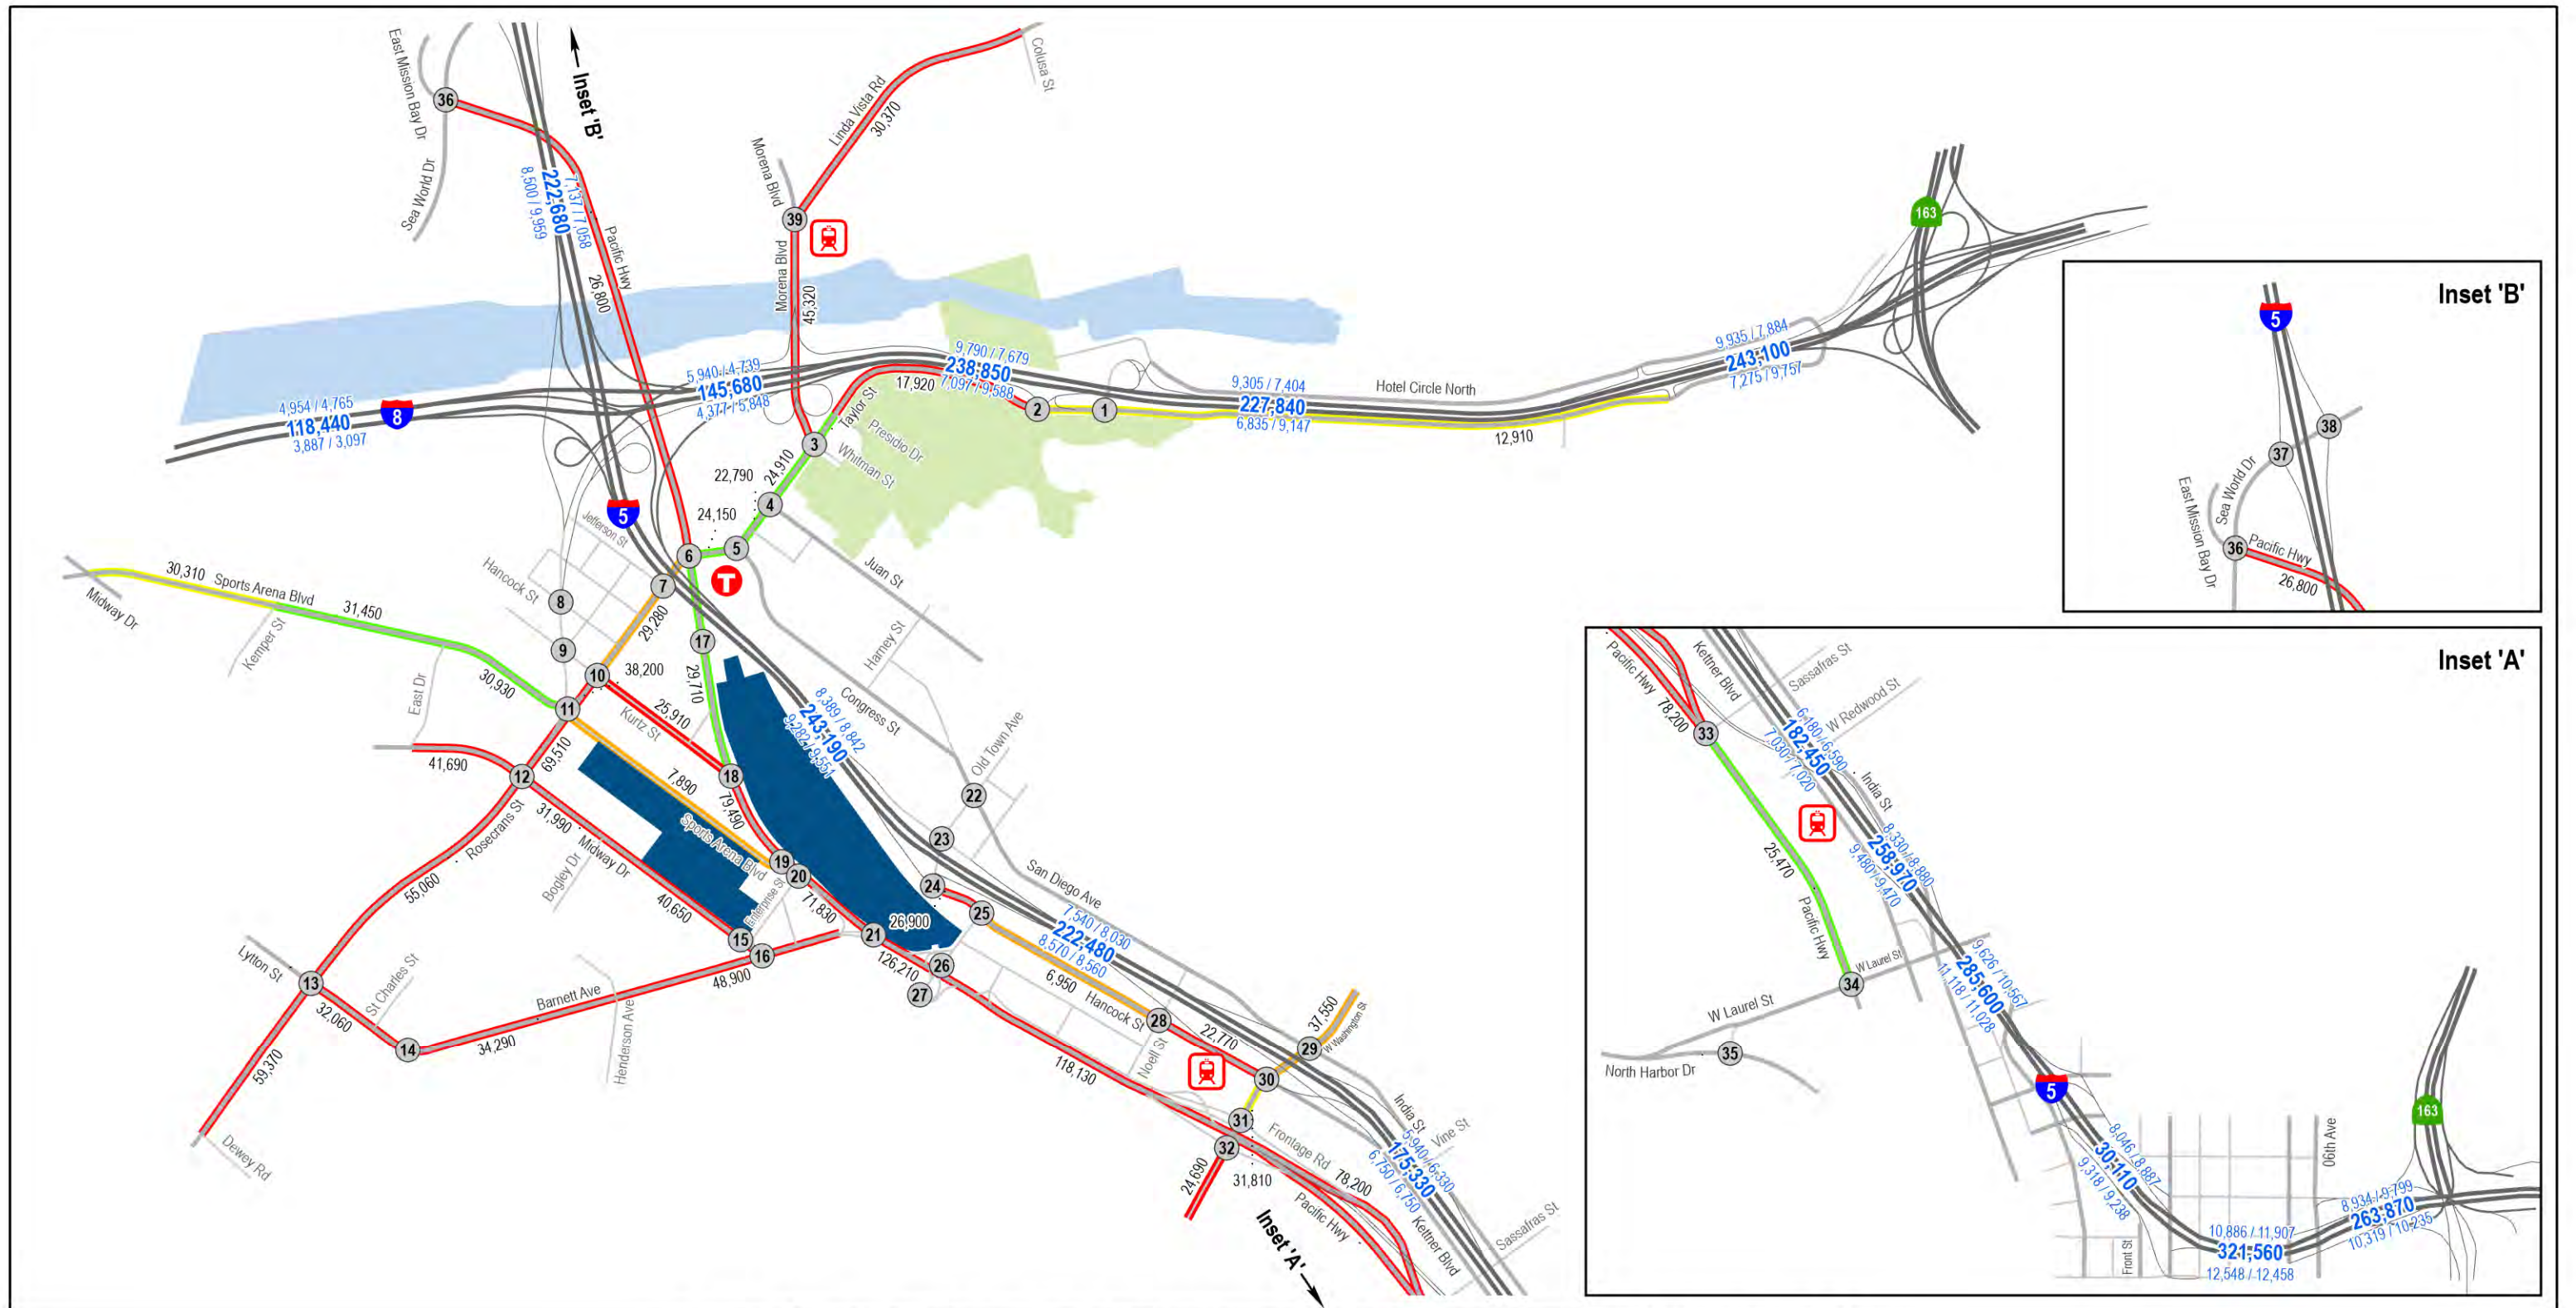 East Mission Bay Dr
36
Sea World Dr
Inset 'B'
222,680
7,137 / 7,058
8,500 / 9,959
Pacific Hwy
26,800
Colusa St
Linda Vista Rd
30,370
Morena Blvd
39
Morena Blvd
45,320
163
9,935 / 7,884
243,100
7,275 / 9,757
9,790 / 7,679
238,850
7,097 / 9,588
5,940 / 4,739
145,680
4,377 / 5,848
17,920
Taylor St
2
1
9,305 / 7,404
227,840
6,835 / 9,147
Hotel Circle North
12,910
4,954 / 4,765
118,440
3,887 / 3,097
8
3
Presidio Dr
Whitman St
22,790
24,910
4
24,150
5
5
6
7
T
Jefferson St
Hancock St
8
9
Juan St
Harney St
Midway Dr
30,310
Sports Arena Blvd
31,450
Kemper St
30,930
East Dr
29,280
10
38,200
11
Kurtz St
25,910
17
29,710
18
8,389 / 8,842
243,190
9,282 / 9,551
Congress St
Old Town Ave
22
23
41,690
69,510
12
7,890
Sports Arena Blvd
79,490
19
20
31,990
Midway Dr
Bogley Dr
40,650
Enterprise St
15
16
71,830
21
26,900
24
25
San Diego Ave
7,540 / 8,030
222,480
8,570 / 8,560
Rosecrans St
55,060
Lytton St
13
St Charles St
32,060
14
34,290
Barnett Ave
Henderson Ave
48,900
126,210
26
27
6,950
Hancock St
28
22,770
Noell St
118,130
37,550
29
W Washington St
30
31
32
24,690
31,810
Frontage Rd
78,200
Pacific Hwy
India St
Vine St
5,940 / 6,330
175,330
6,750 / 6,750
Kettner Blvd
Sassafras St
59,370
Dewey Rd
Inset 'A'
Inset 'B'
5
38
37
Sea World Dr
East Mission Bay Dr
36
Pacific Hwy
26,800
Inset 'A'
Pacific Hwy
78,200
Kettner Blvd
33
Sassafras St
W Redwood St
6,180 / 6,590
182,450
7,030 / 7,020
India St
8,330 / 8,880
258,970
9,480 / 9,470
25,470
Pacific Hwy
W Laurel St
34
W Laurel St
35
North Harbor Dr
9,626 / 10,567
285,600
11,118 / 11,028
5
8,046 / 8,887
30,110
9,318 / 9,238
06th Ave
Front St
163
8,934 / 9,799
263,870
10,319 / 10,235
10,886 / 11,907
321,560
12,548 / 12,458